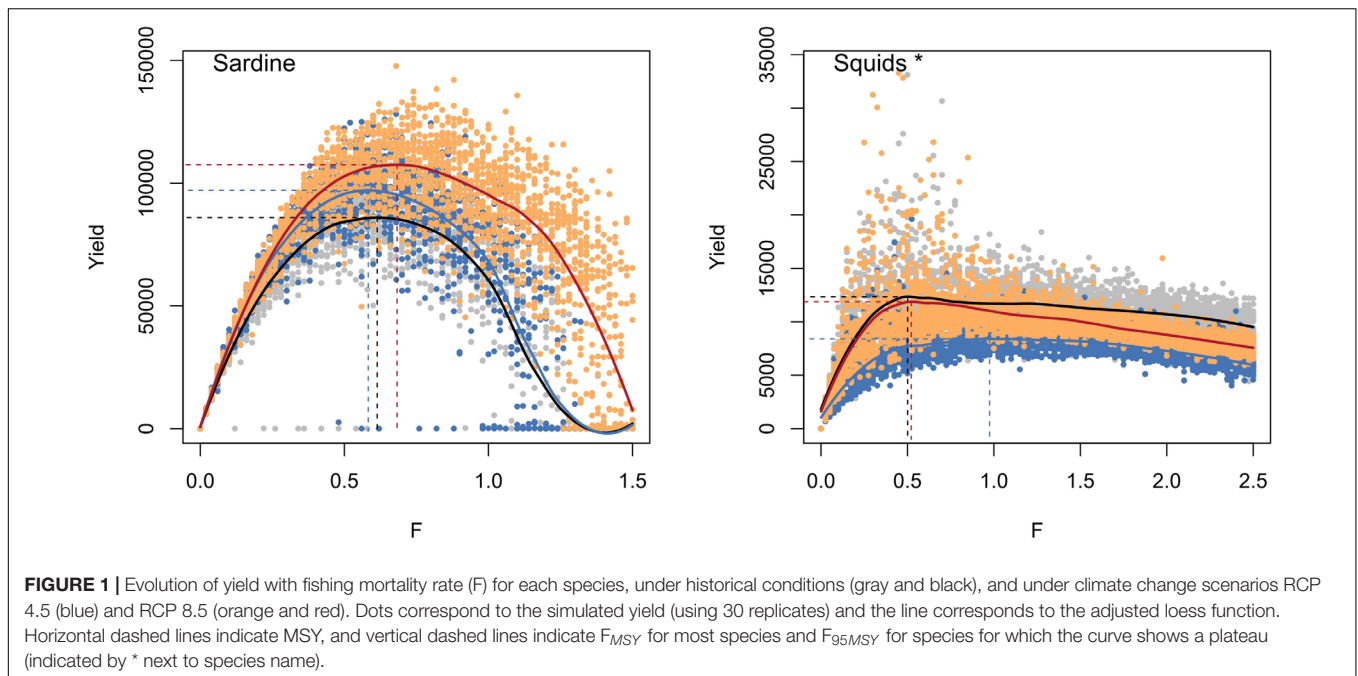 Sardine
150000
100000
50000
0
Yield
0.0 0.5 1.0 1.5
F
Squids *
35000
25000
15000
5000
0
Yield
0.0 0.5 1.0 1.5 2.0 2.5
F
FIGURE 1 | Evolution of yield with fishing mortality rate (F) for each species, under historical conditions (gray and black), and under climate change scenarios RCP
4.5 (blue) and RCP 8.5 (orange and red). Dots correspond to the simulated yield (using 30 replicates) and the line corresponds to the adjusted loess function.
Horizontal dashed lines indicate MSY, and vertical dashed lines indicate FMSY for most species and F95MSY for species for which the curve shows a plateau
(indicated by * next to species name).